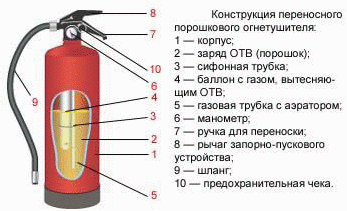 Конструкция переносного
порошкового огнетушителя:
1 — корпус;
2 — заряд ОТВ (порошок);
3 — сифонная трубка;
4 — баллон с газом, вытесняю-
щим ОТВ;
5 — газовая трубка с аэратором;
6 — манометр;
7 — ручка для переноски;
8 — рычаг запорно-пускового
устройства;
9 — шланг;
10 — предохранительная чека.
8
7
10
6
4
3
9
2
1
5